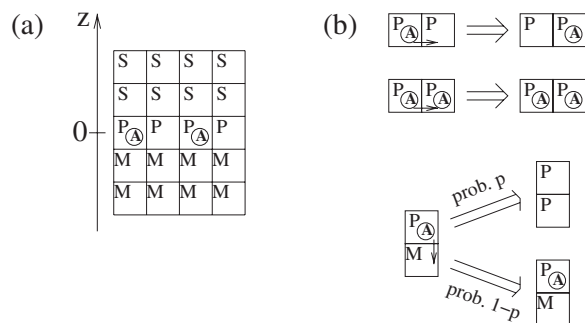 (a)
z
S S S S
S S S S
0 P A P P A P
M M M M
M M M M
(b)
P A P P P A
P A P A P A P A
prob. p
P
P
P A
M
prob. 1−p
P A
M